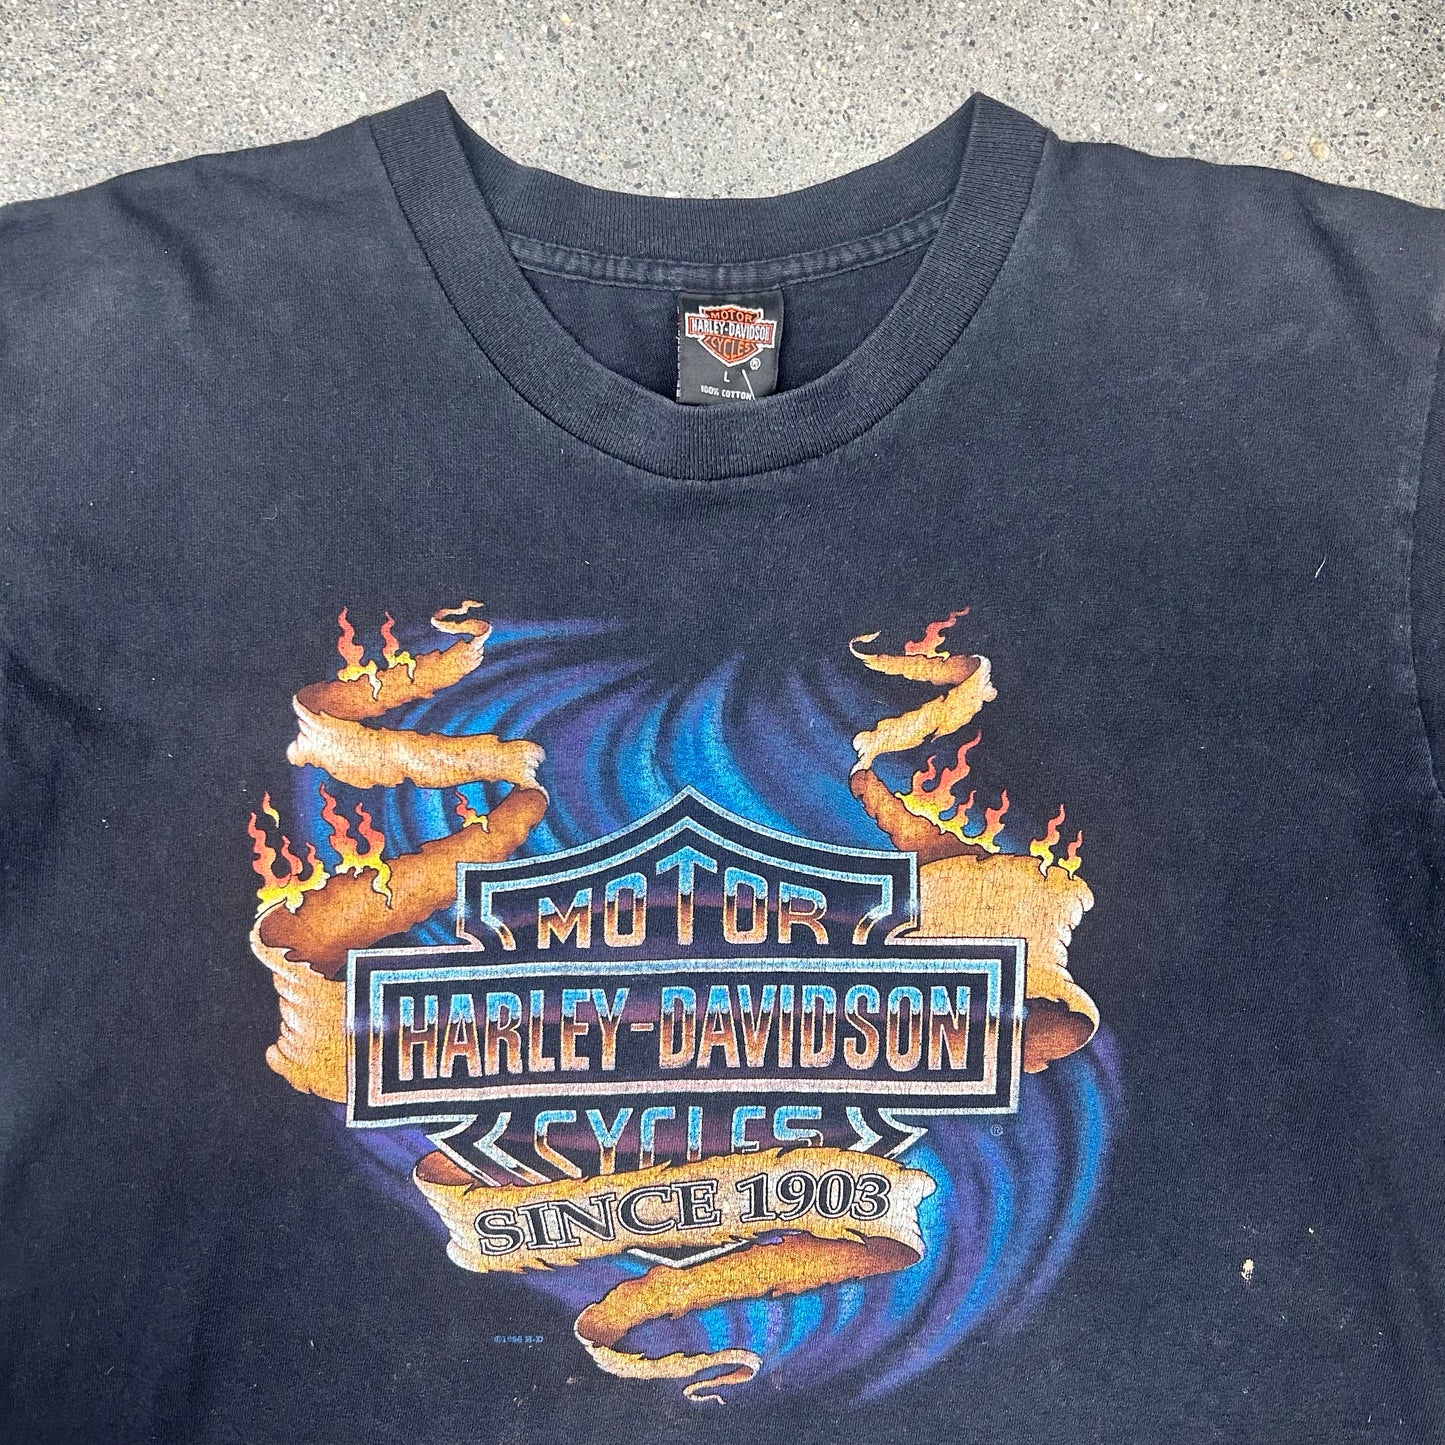 MOTOR
HARLEY-DAVIDSON
CYCLES
®
L
100% COTTON
MOTOR
HARLEY-DAVIDSON
CYCLES
®
SINCE 1903